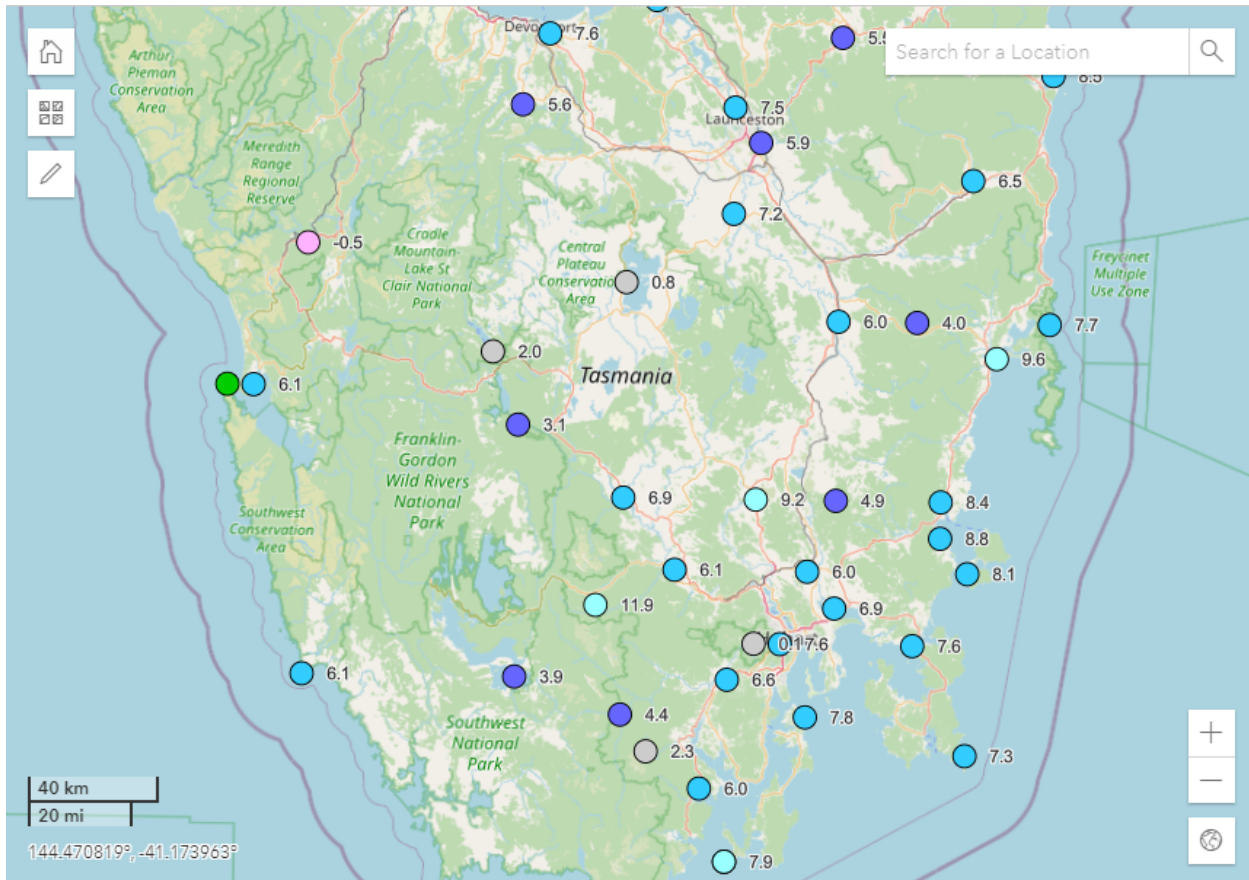 Devonport
7.6
5.5
Search for a Location
8.5
Arthur
Pieman
Conservation
Area
5.6
7.5
Launceston
5.9
Meredith
Range
Regional
Reserve
6.5
7.2
-0.5
Cradle
Mountain-
Lake St
Clair National
Park
Central
Plateau
Conservation
Area
0.8
Freycinet
Multiple
Use Zone
6.0
4.0
7.7
2.0
9.6
Tasmania
6.1
3.1
Franklin-
Gordon
Wild Rivers
National
Park
6.9
9.2
4.9
8.4
Southwest
Conservation
Area
8.8
6.1
6.0
8.1
11.9
6.9
0.1
7.6
7.6
6.1
3.9
6.6
4.4
7.8
Southwest
National
Park
2.3
7.3
6.0
40 km
20 mi
144.470819°, -41.173963°
7.9